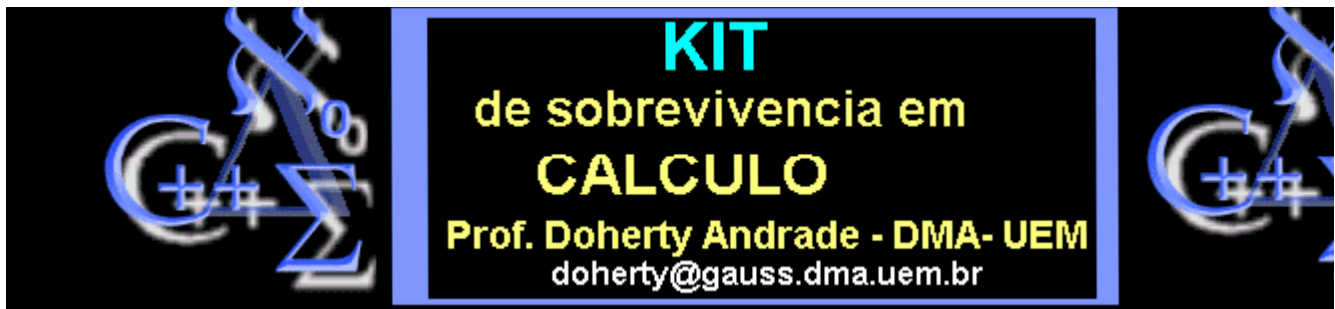 KIT
de sobrevivencia em
CALCULO
Prof. Doherty Andrade - DMA- UEM
doherty@gauss.dma.uem.br
C++
Σ
C++